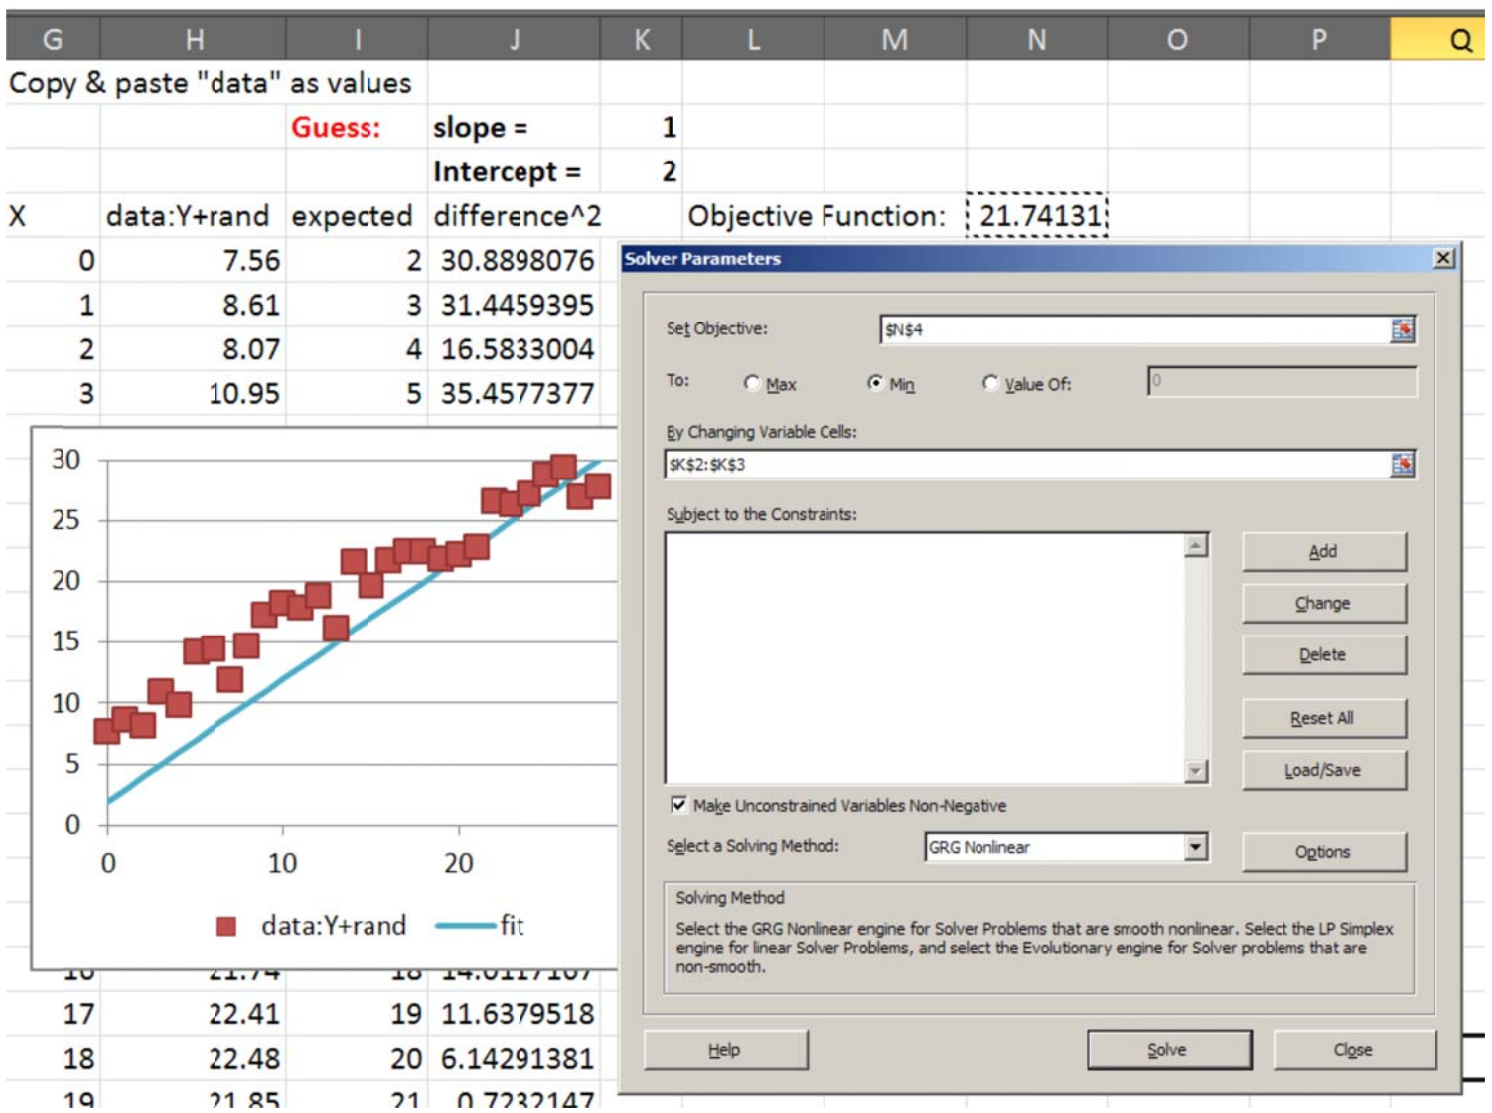 G H I J K L M N O P Q
Copy & paste "data" as values
Guess: slope = 1
Intercept = 2
X data:Y+rand expected difference^2 Objective Function: 21.74131
0 7.56 2 30.8898076
1 8.61 3 31.4459395
2 8.07 4 16.5833004
3 10.95 5 35.4577377
30
25
20
15
10
5
0
0 10 20
data:Y+rand fit
17 22.41 19 11.6379518
18 22.48 20 6.14291381
19 21.85 21 0.7232147
Solver Parameters
Set Objective: $N$4
To: Max Min Value Of: 0
By Changing Variable Cells:
$K$2:$K$3
Subject to the Constraints:
Add
Change
Delete
Reset All
Load/Save
Make Unconstrained Variables Non-Negative
Select a Solving Method: GRG Nonlinear Options
Solving Method
Select the GRG Nonlinear engine for Solver Problems that are smooth nonlinear. Select the LP Simplex
engine for linear Solver Problems, and select the Evolutionary engine for Solver problems that are
non-smooth.
Help Solve Close